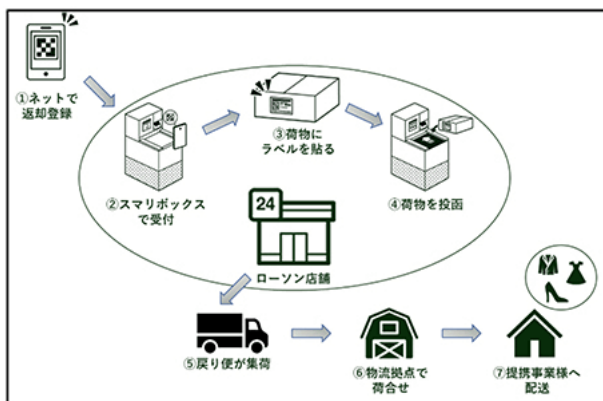 ①ネットで
返却登録
②スマリボックス
で受付
③荷物に
ラベルを貼る
④荷物を投函
24
ローソン店舗
⑤戻り便が集荷
⑥物流拠点で
荷合せ
⑦提携事業様へ
配送